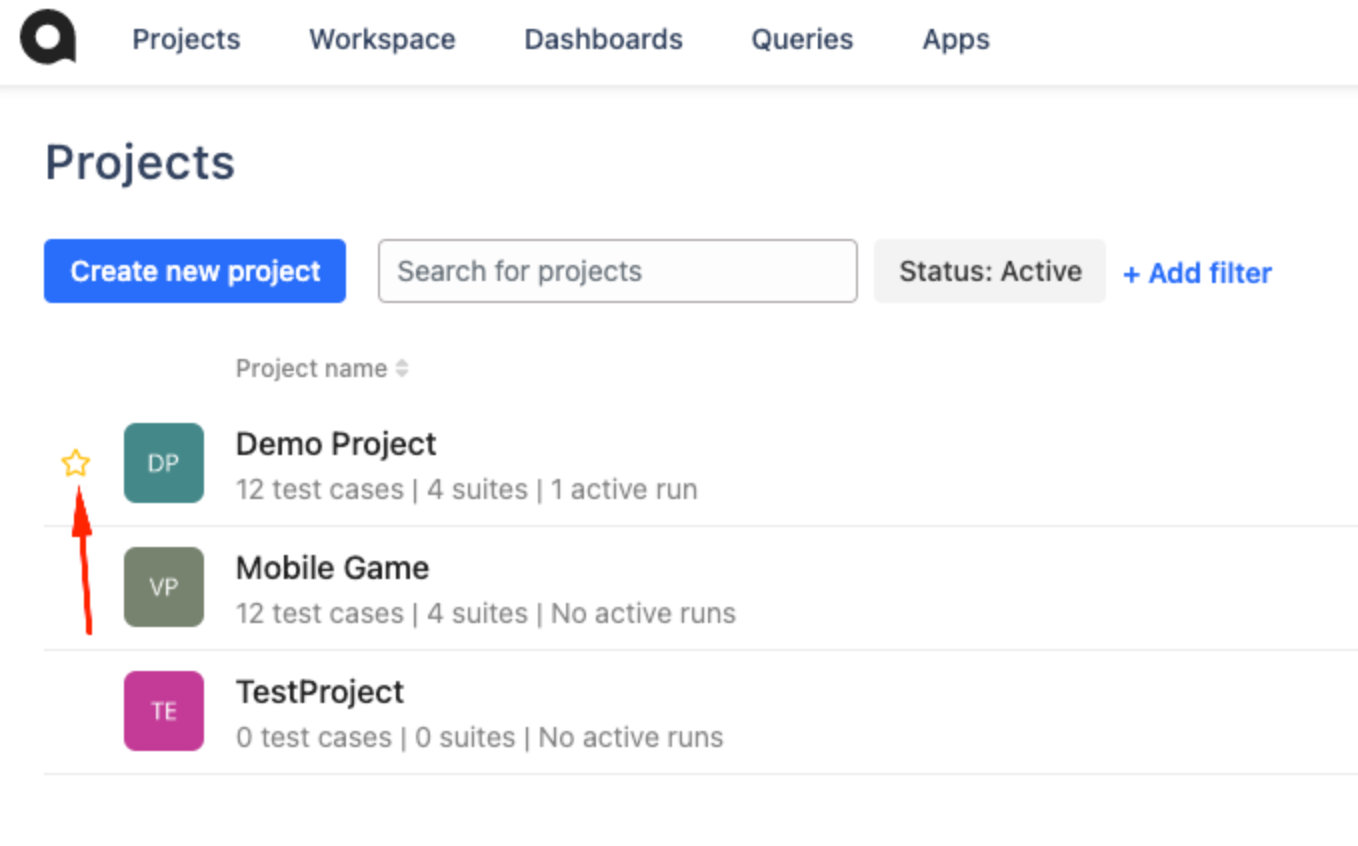 Projects Workspace Dashboards Queries Apps
Projects
Create new project Search for projects Status: Active + Add filter
Project name
DP Demo Project
12 test cases | 4 suites | 1 active run
VP Mobile Game
12 test cases | 4 suites | No active runs
TE TestProject
0 test cases | 0 suites | No active runs